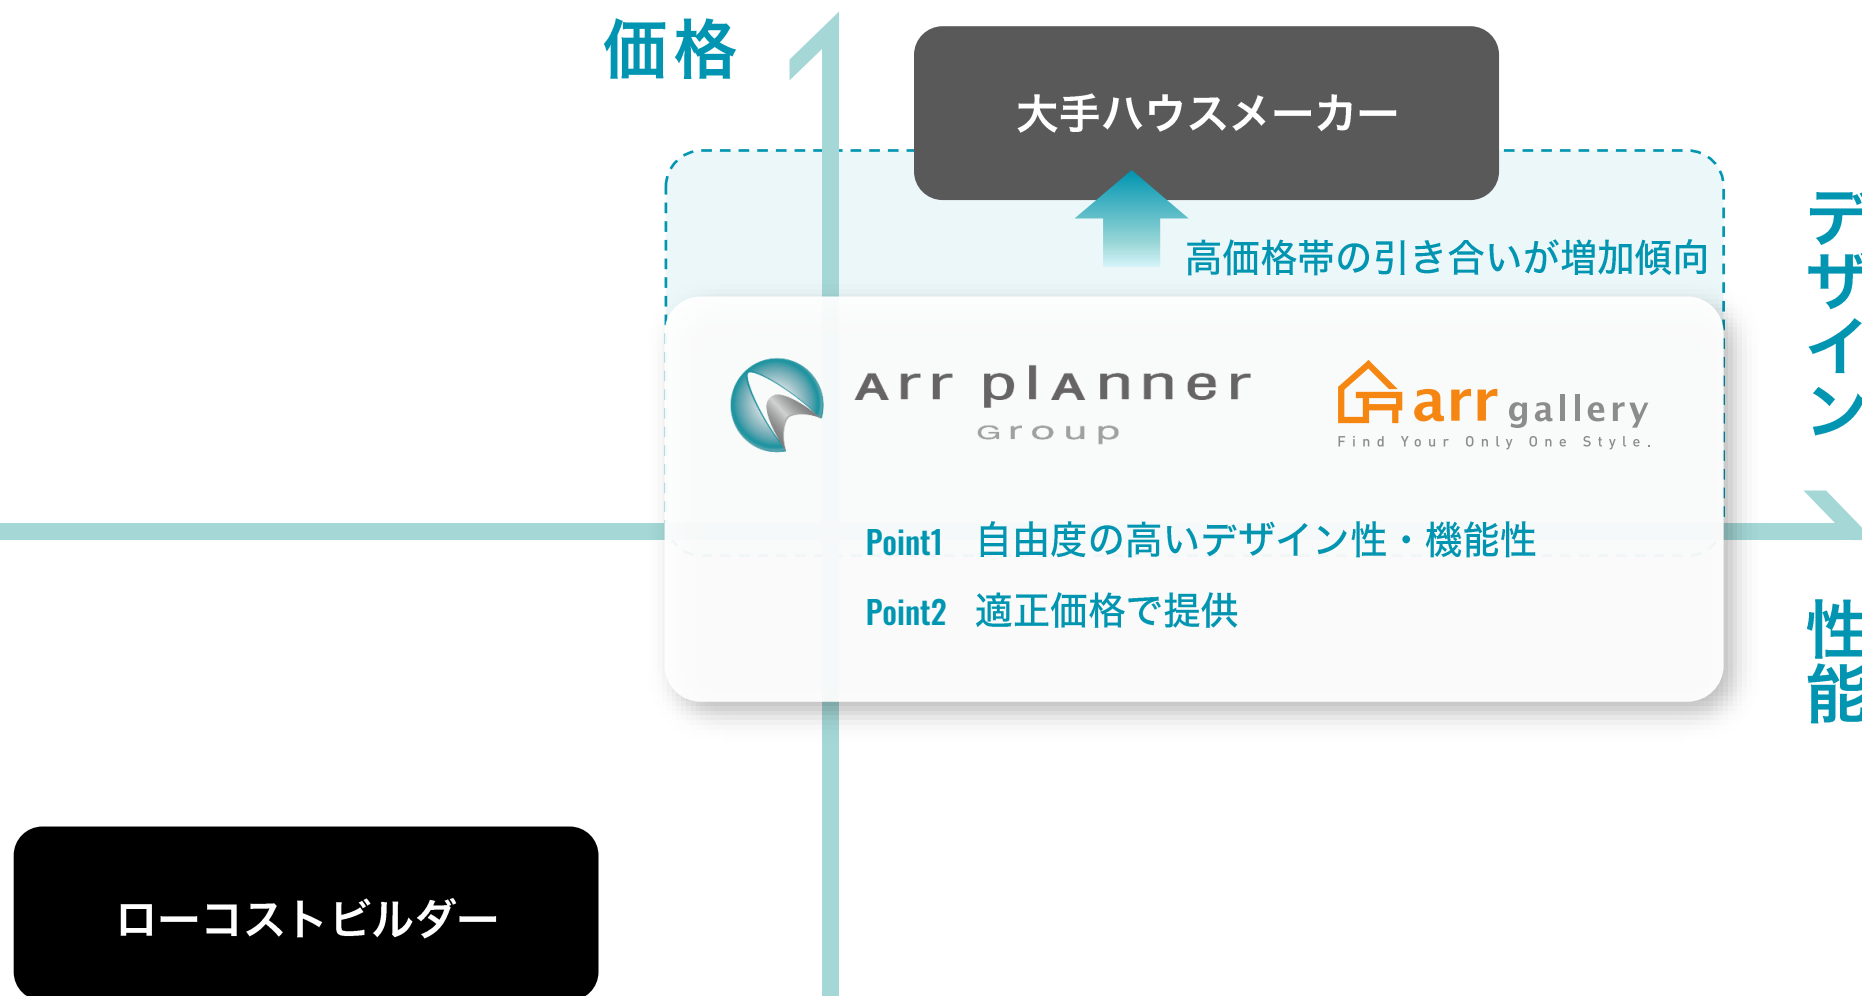 価格
大手ハウスメーカー
高価格帯の引き合いが増加傾向
デザイン
性能
Arr plAnner
Group
arr gallery
Find Your Only One Style.
Point1 自由度の高いデザイン性・機能性
Point2 適正価格で提供
ローコストビルダー